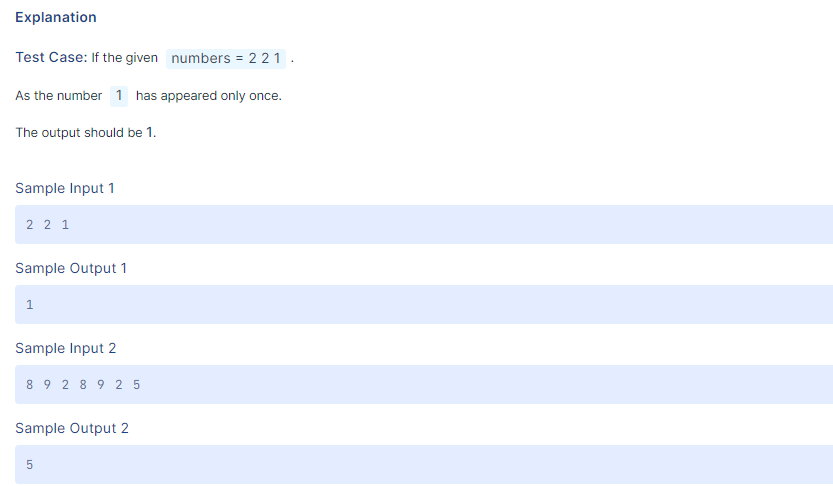 Explanation
Test Case: If the given numbers = 2 2 1 .
As the number 1 has appeared only once.
The output should be 1.
Sample Input 1
2 2 1
Sample Output 1
1
Sample Input 2
8 9 2 8 9 2 5
Sample Output 2
5